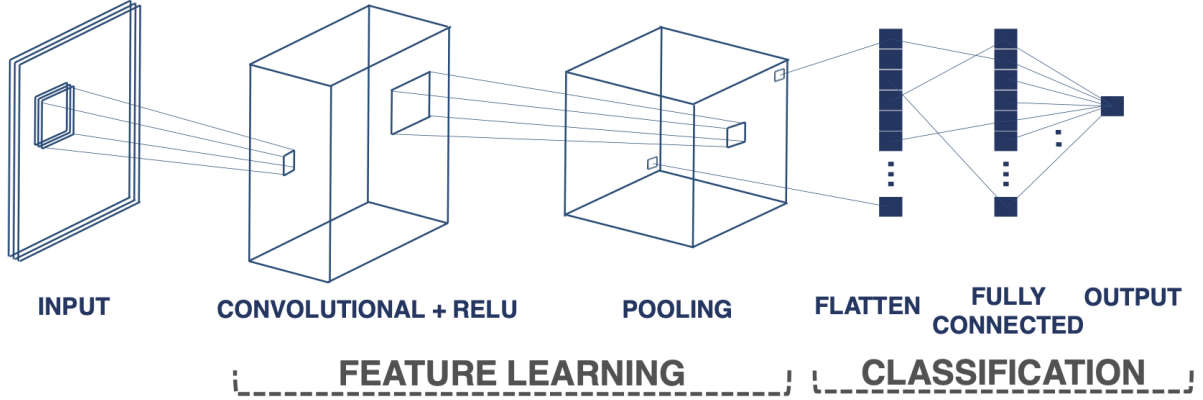 INPUT
CONVOLUTIONAL + RELU
POOLING
FLATTEN
FULLY
CONNECTED
OUTPUT
FEATURE LEARNING
CLASSIFICATION